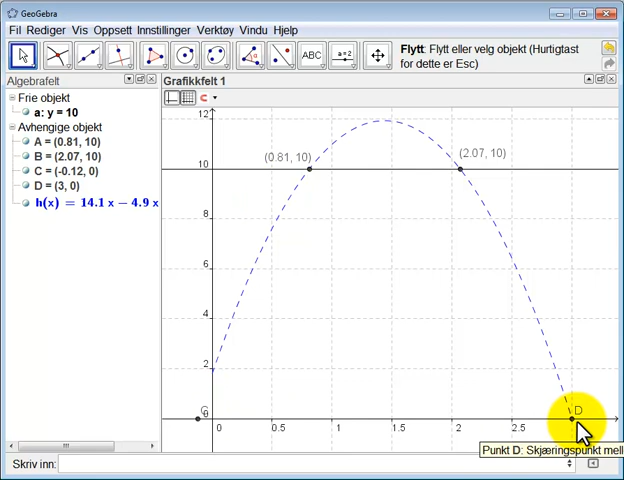 GeoGebra
Fil Rediger Vis Oppsett Innstillinger Verktøy Vindu Hjelp
ABC
a = 2
Flytt: Flytt eller velg objekt (Hurtigtast
for dette er Esc)
Algebrafelt
Grafikkfelt 1
Frie objekt
a: y = 10
Avhengige objekt
A = (0.81, 10)
B = (2.07, 10)
C = (-0.12, 0)
D = (3, 0)
h(x) = 14.1 x − 4.9 x
12
10
8
6
4
2
0
(0.81, 10)
(2.07, 10)
C
D
0 0.5 1 1.5 2 2.5
Punkt D: Skjæringspunkt mell
Skriv inn: